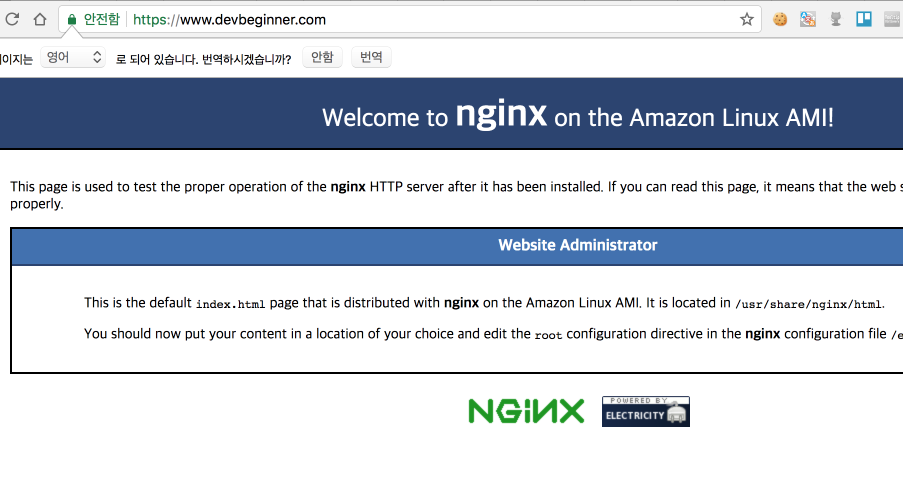 안전함 https://www.devbeginner.com
이지는 영어 로 되어 있습니다. 번역하시겠습니까? 안함 번역
Welcome to nginx on the Amazon Linux AMI!
This page is used to test the proper operation of the nginx HTTP server after it has been installed. If you can read this page, it means that the web
properly.
Website Administrator
This is the default index.html page that is distributed with nginx on the Amazon Linux AMI. It is located in /usr/share/nginx/html.
You should now put your content in a location of your choice and edit the root configuration directive in the nginx configuration file
NGINX
POWERED BY
ELECTRICITY